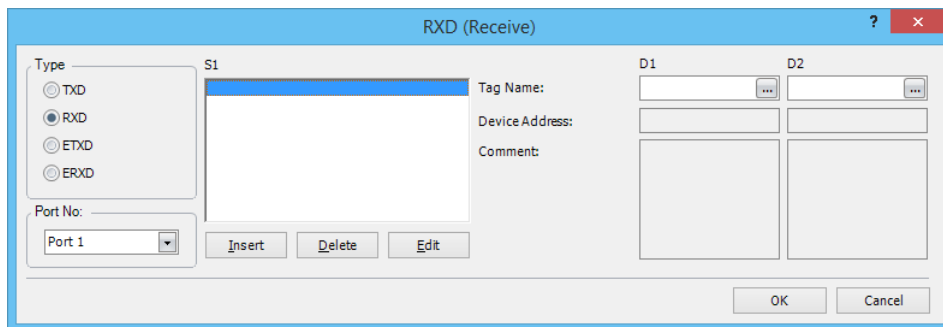 RXD (Receive)
?
Type
TXD
RXD
ETXD
ERXD
Port No:
Port 1
S1
Insert Delete Edit
D1 D2
Tag Name: ... ...
Device Address:
Comment:
OK Cancel